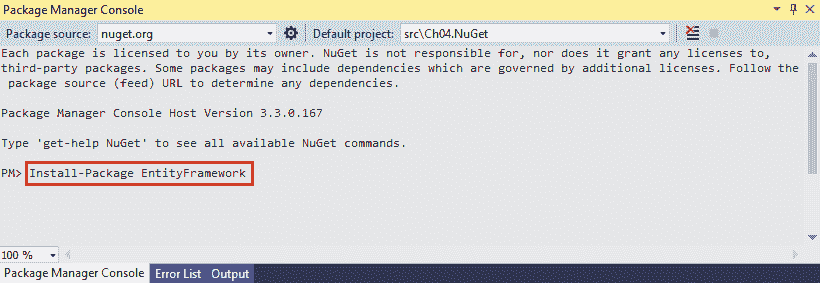 Package Manager Console
Package source: nuget.org Default project: src\Ch04.NuGet
Each package is licensed to you by its owner. NuGet is not responsible for, nor does it grant any licenses to,
third-party packages. Some packages may include dependencies which are governed by additional licenses. Follow the
package source (feed) URL to determine any dependencies.
Package Manager Console Host Version 3.3.0.167
Type 'get-help NuGet' to see all available NuGet commands.
PM> Install-Package EntityFramework
100 %
Package Manager Console Error List Output